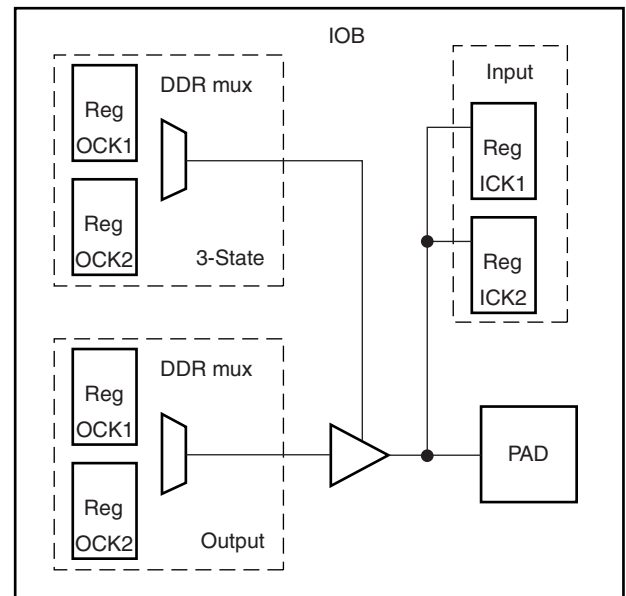 IOB
DDR mux
Reg
OCK1
Reg
OCK2
3-State
Input
Reg
ICK1
Reg
ICK2
DDR mux
Reg
OCK1
Reg
OCK2
Output
PAD